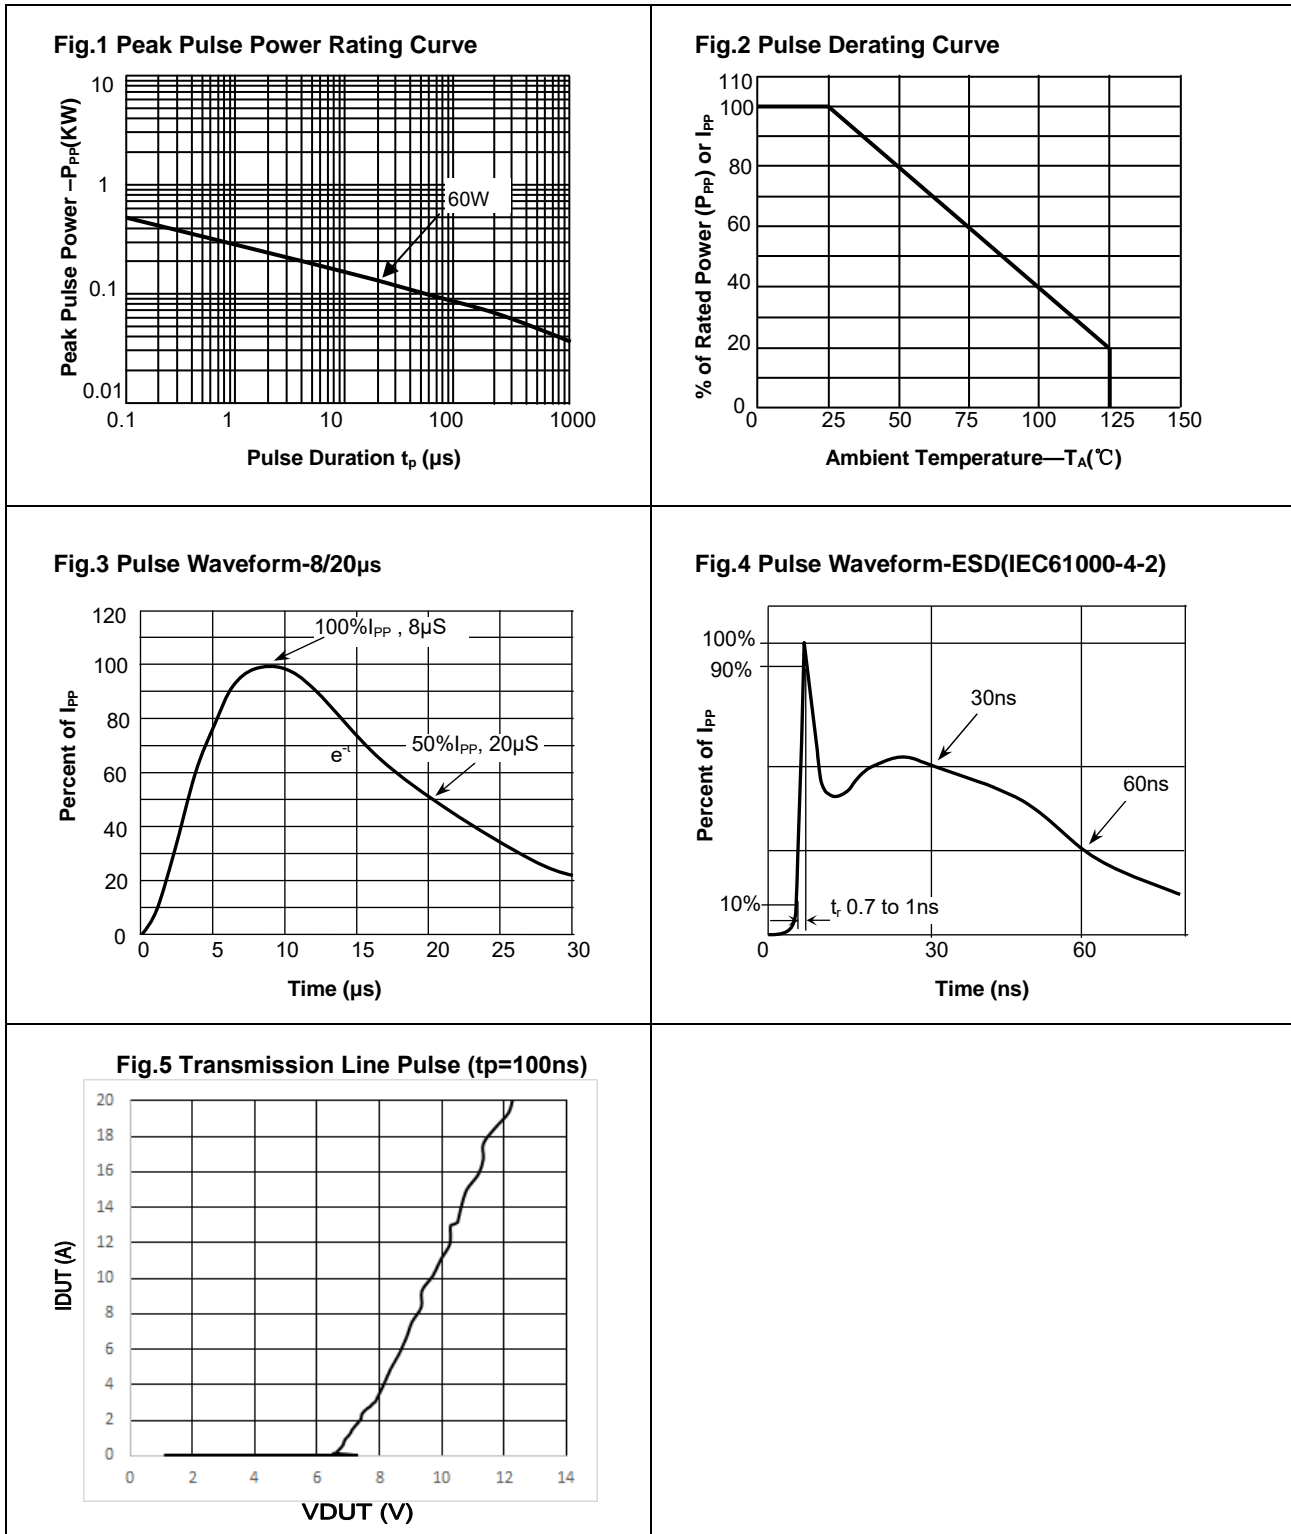 Fig.1 Peak Pulse Power Rating Curve
Peak Pulse Power –PPP(KW)
10
1
0.1
0.01
60W
0.1 1 10 100 1000
Pulse Duration tp (µs)
Fig.2 Pulse Derating Curve
% of Rated Power (PPP) or IPP
110
100
80
60
40
20
0
0 25 50 75 100 125 150
Ambient Temperature—TA(℃)
Fig.3 Pulse Waveform-8/20µs
Percent of IPP
120
100
80
60
40
20
0
100%IPP , 8µS
e-t
50%IPP, 20µS
0 5 10 15 20 25 30
Time (µs)
Fig.4 Pulse Waveform-ESD(IEC61000-4-2)
Percent of IPP
100%
90%
10%
30ns
60ns
tr 0.7 to 1ns
0 30 60
Time (ns)
Fig.5 Transmission Line Pulse (tp=100ns)
IDUT (A)
20
18
16
14
12
10
8
6
4
2
0
0 2 4 6 8 10 12 14
VDUT (V)